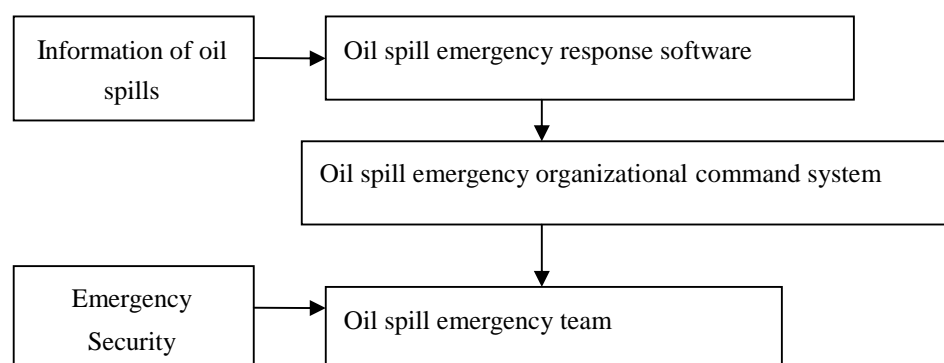 Information of oil
spills
Oil spill emergency response software
Oil spill emergency organizational command system
Emergency
Security
Oil spill emergency team